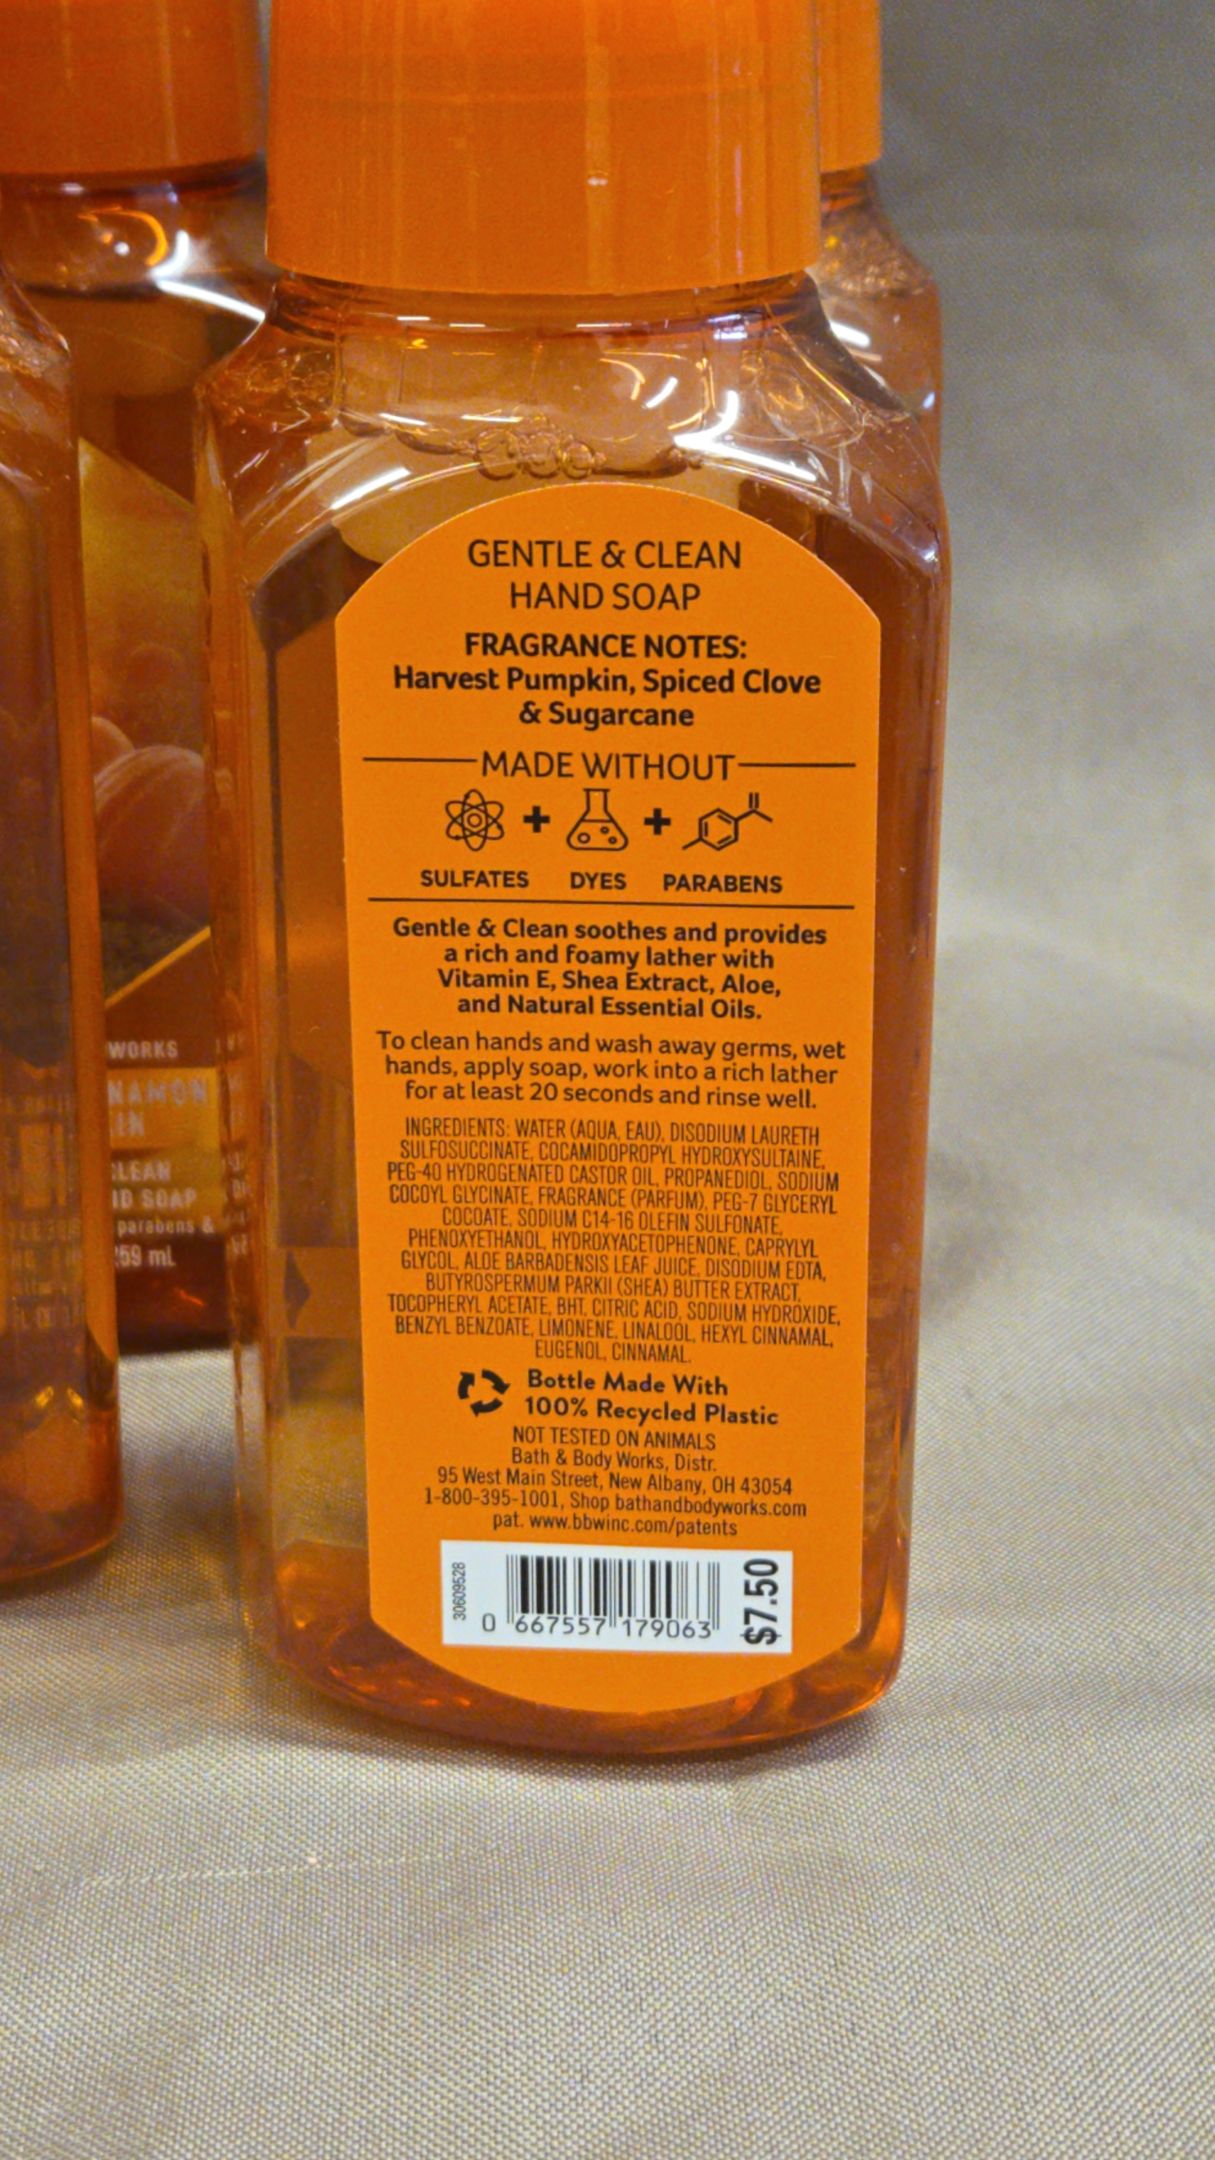 GENTLE & CLEAN
HAND SOAP
FRAGRANCE NOTES:
Harvest Pumpkin, Spiced Clove
& Sugarcane
MADE WITHOUT
SULFATES + DYES + PARABENS
Gentle & Clean soothes and provides
a rich and foamy lather with
Vitamin E, Shea Extract, Aloe,
and Natural Essential Oils.
To clean hands and wash away germs, wet
hands, apply soap, work into a rich lather
for at least 20 seconds and rinse well.
INGREDIENTS: WATER (AQUA, EAU), DISODIUM LAURETH
SULFOSUCCINATE, COCAMIDOPROPYL HYDROXYSULTAINE,
PEG-40 HYDROGENATED CASTOR OIL, PROPANEDIOL, SODIUM
COCOYL GLYCINATE, FRAGRANCE (PARFUM), PEG-7 GLYCERYL
COCOATE, SODIUM C14-16 OLEFIN SULFONATE,
PHENOXYETHANOL, HYDROXYACETOPHENONE, CAPRYLYL
GLYCOL, ALOE BARBADENSIS LEAF JUICE, DISODIUM EDTA,
BUTYROSPERMUM PARKII (SHEA) BUTTER EXTRACT,
TOCOPHERYL ACETATE, BHT, CITRIC ACID, SODIUM HYDROXIDE,
BENZYL BENZOATE, LIMONENE, LINALOOL, HEXYL CINNAMAL,
EUGENOL, CINNAMAL.
Bottle Made With
100% Recycled Plastic
NOT TESTED ON ANIMALS
Bath & Body Works, Distr.
95 West Main Street, New Albany, OH 43054
1-800-395-1001, Shop bathandbodyworks.com
pat. www.bbwinc.com/patents
30609528
0 667557 179063
$7.50
WORKS
NAMON
IN
CLEAN
ND SOAP
parabens &
259 mL